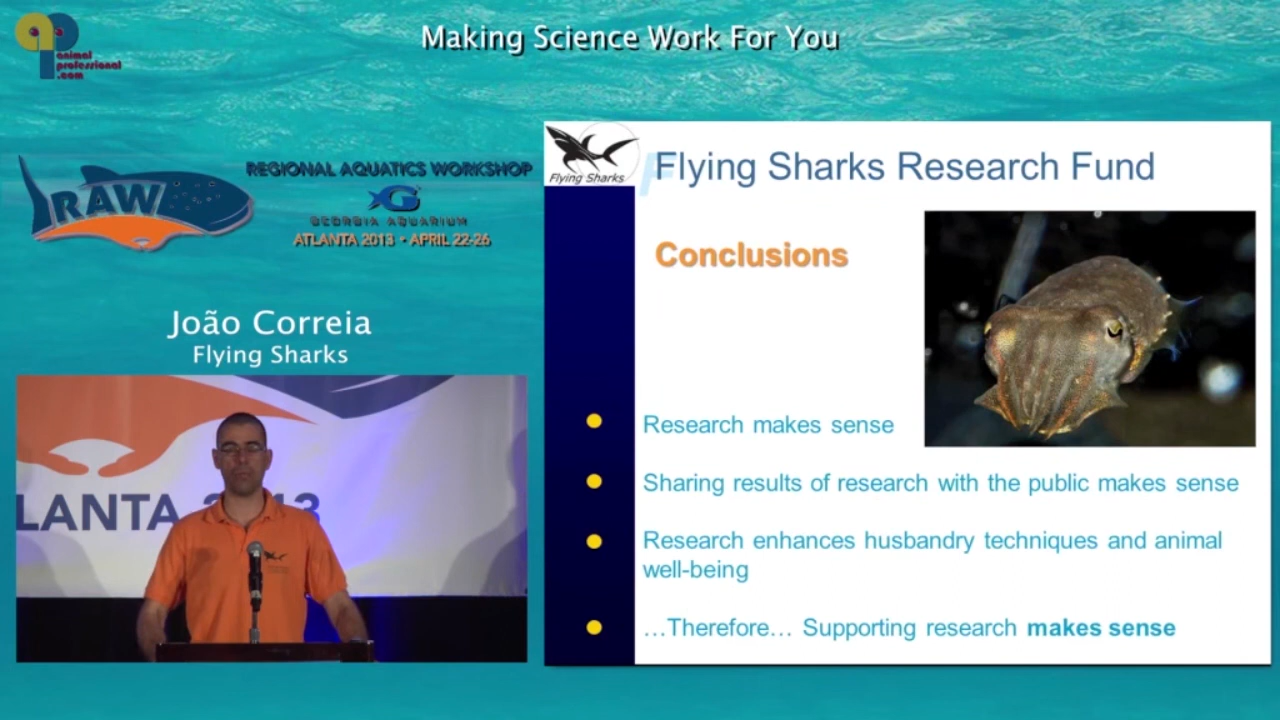 Making Science Work For You
animal
professional
.com
RAW
REGIONAL AQUATICS WORKSHOP
GEORGIA AQUARIUM
ATLANTA 2013 • APRIL 22-26
João Correia
Flying Sharks
LANTA 2 13
Flying Sharks
Flying Sharks Research Fund
Conclusions
Research makes sense
Sharing results of research with the public makes sense
Research enhances husbandry techniques and animal
well-being
…Therefore… Supporting research makes sense